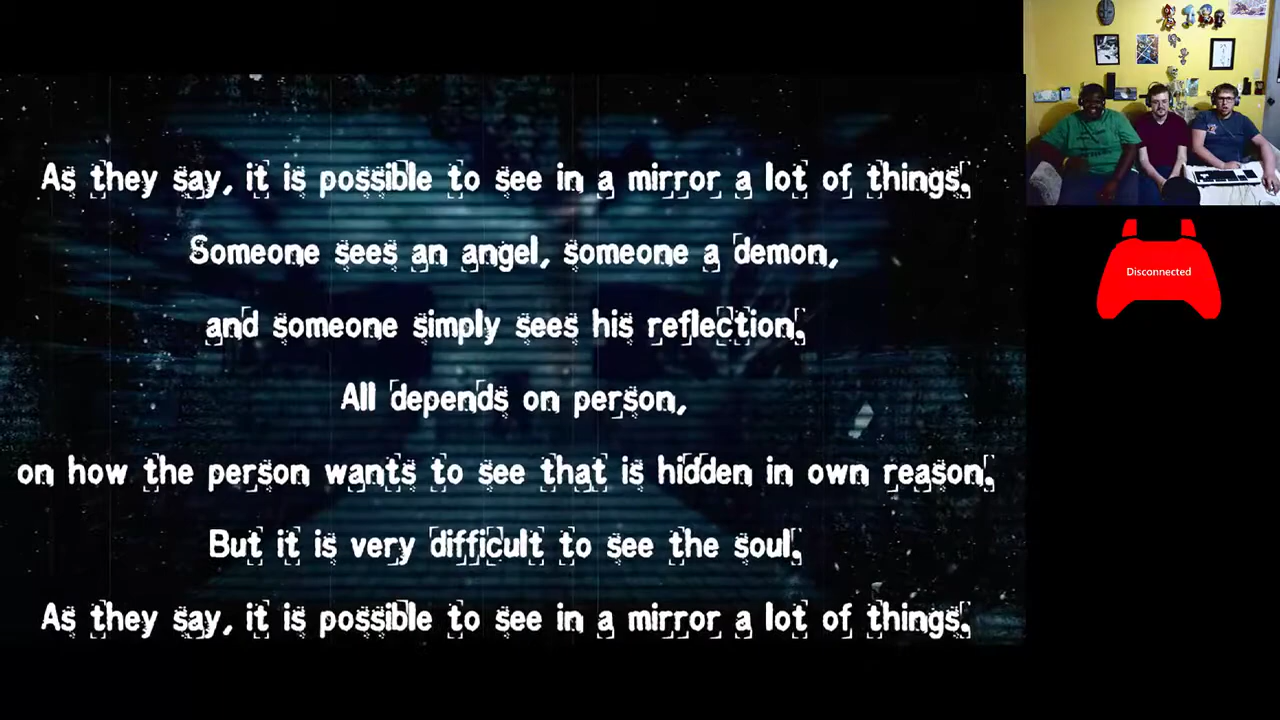 As they say, it is possible to see in a mirror a lot of things.
Someone sees an angel, someone a demon,
and someone simply sees his reflection.
All depends on person,
on how the person wants to see that is hidden in own reason.
But it is very difficult to see the soul.
As they say, it is possible to see in a mirror a lot of things.
Disconnected